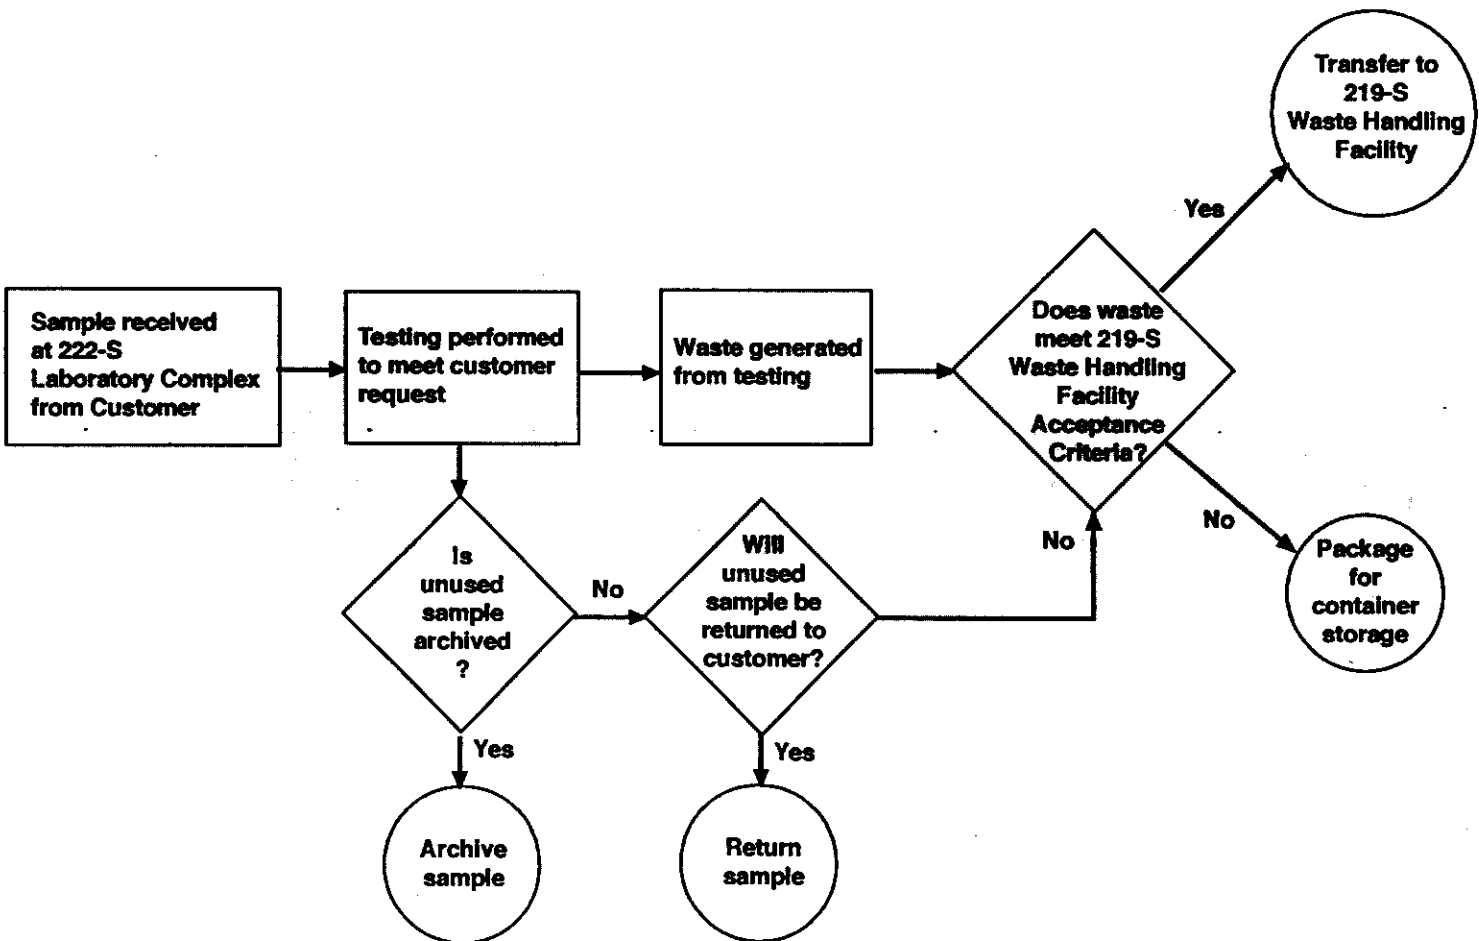 Transfer to
219-S
Waste Handling
Facility
Yes
Sample received
at 222-S
Laboratory Complex
from Customer
Testing performed
to meet customer
request
Waste generated
from testing
Does waste
meet 219-S
Waste Handling
Facility
Acceptance
Criteria?
No
Package
for
container
storage
Is
unused
sample
archived
?
No
Will
unused
sample be
returned to
customer?
No
Yes
Archive
sample
Yes
Return
sample